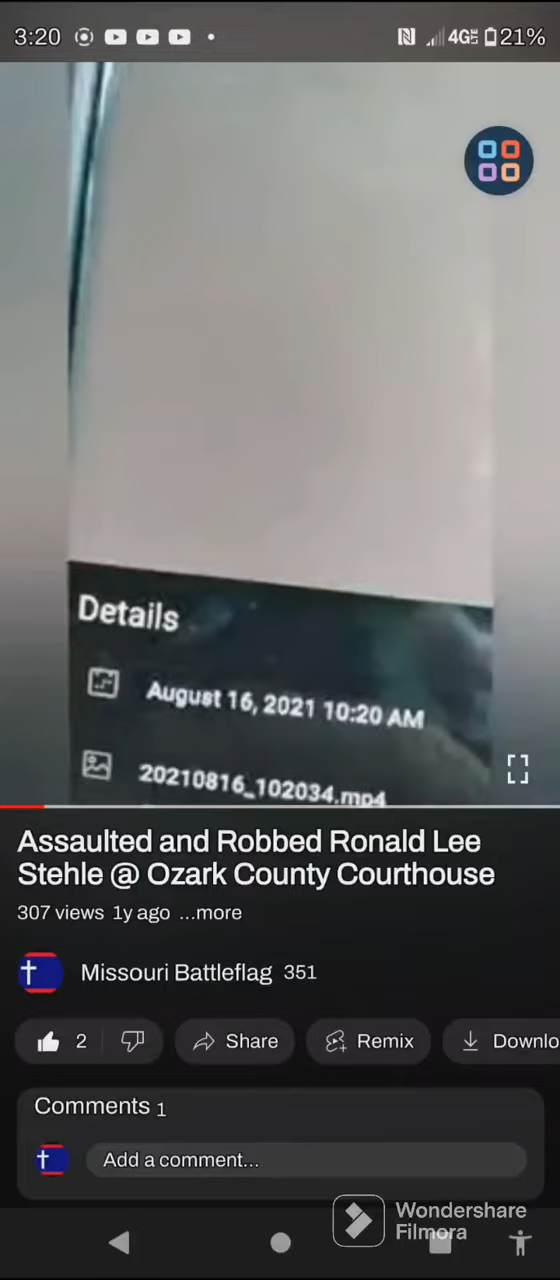 3:20
4GE LTE 21%
Details
August 16, 2021 10:20 AM
20210816_102034.mp4
Assaulted and Robbed Ronald Lee
Stehle @ Ozark County Courthouse
307 views 1y ago ...more
Missouri Battleflag 351
2 Share Remix Downlo
Comments 1
Add a comment...
Wondershare
Filmora